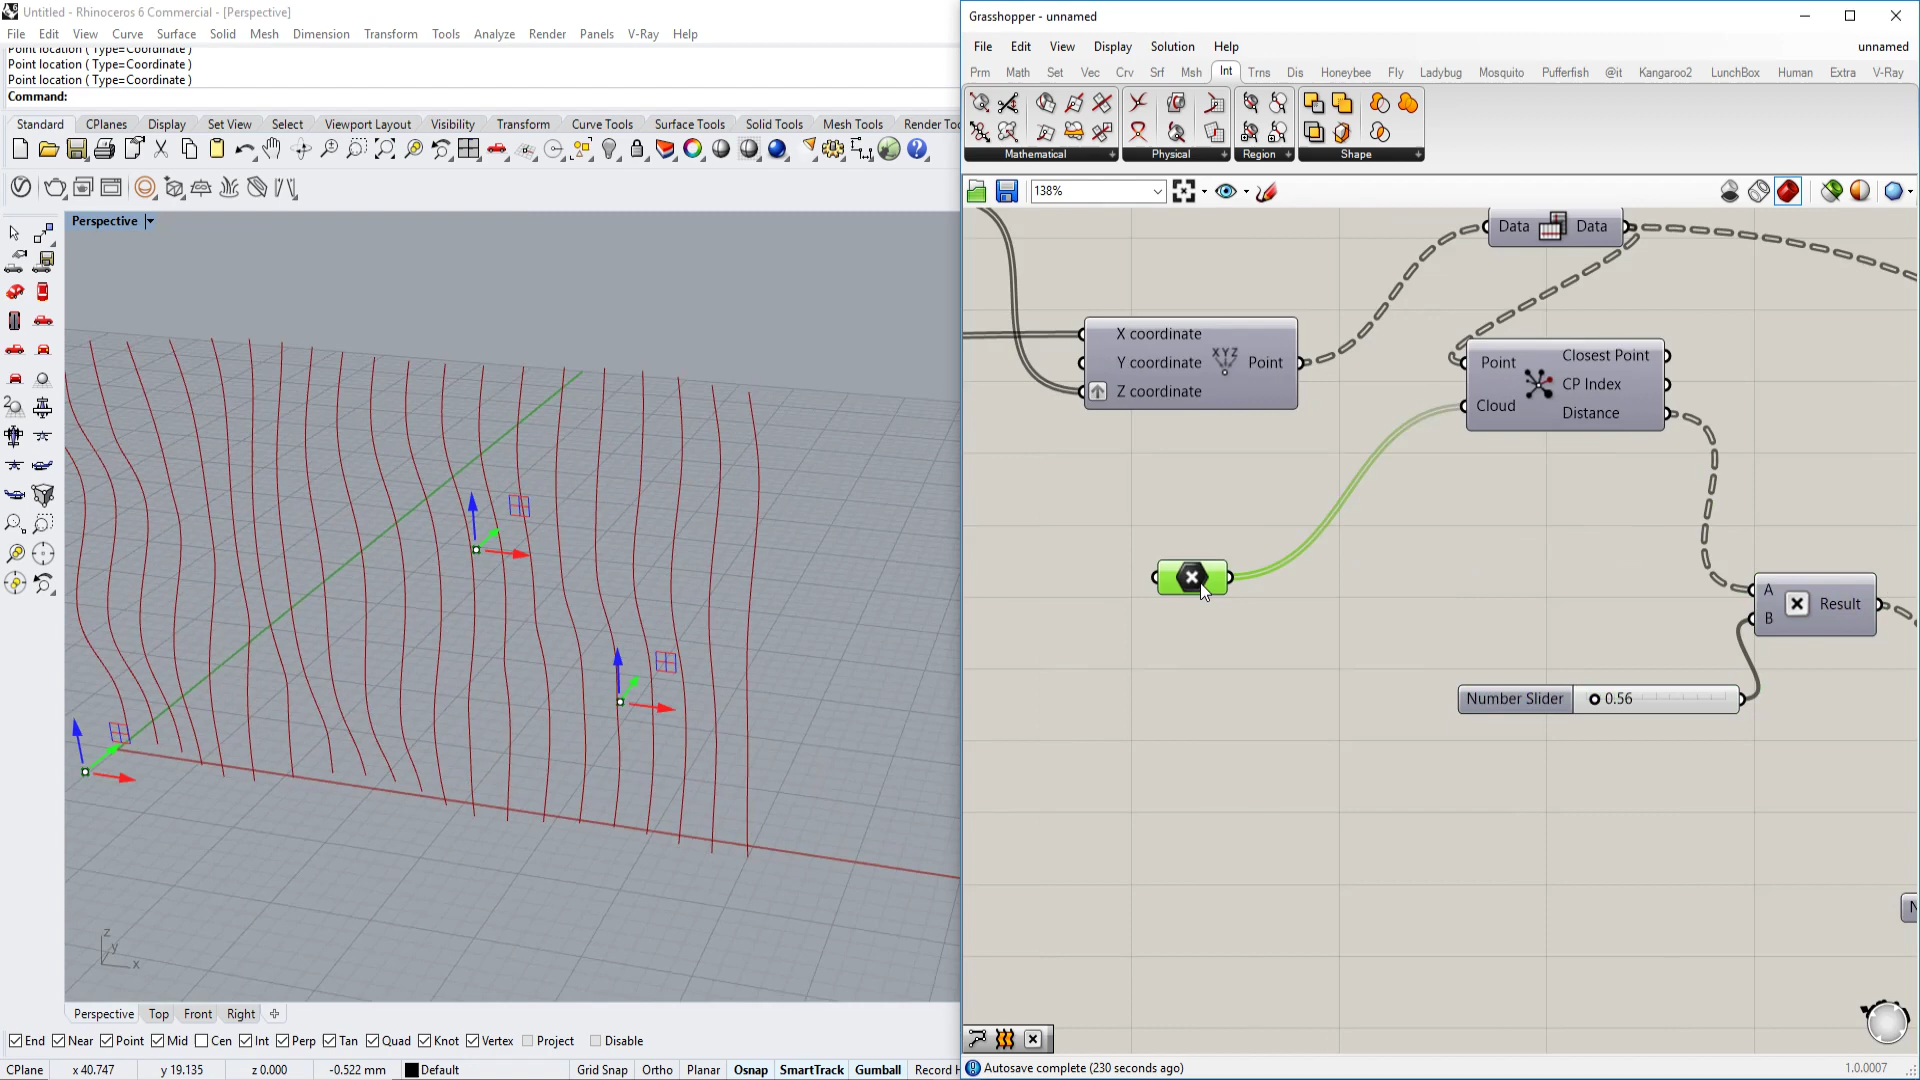 Untitled - Rhinoceros 6 Commercial - [Perspective]
File Edit View Curve Surface Solid Mesh Dimension Transform Tools Analyze Render Panels V-Ray Help
Point location ( Type=Coordinate )
Point location ( Type=Coordinate )
Point location ( Type=Coordinate )
Command:
Standard CPlanes Display Set View Select Viewport Layout Visibility Transform Curve Tools Surface Tools Solid Tools Mesh Tools Render
Perspective
z
y
x
Perspective Top Front Right
End Near Point Mid Cen Int Perp Tan Quad Knot Vertex Project Disable
CPlane x 40.747 y 19.135 z 0.000 -0.522 mm Default Grid Snap Ortho Planar Osnap SmartTrack Gumball Record
Grasshopper - unnamed
File Edit View Display Solution Help unnamed
Prm Math Set Vec Crv Srf Msh Int Trns Dis Honeybee Fly Ladybug Mosquito Pufferfish @it Kangaroo2 LunchBox Human Extra V-Ray
Mathematical Physical Region Shape
138%
Data Data
X coordinate
Y coordinate
Z coordinate
XYZ
Point
Point
Cloud
Closest Point
CP Index
Distance
A
B
Result
Number Slider 0.56
Autosave complete (230 seconds ago) 1.0.0007